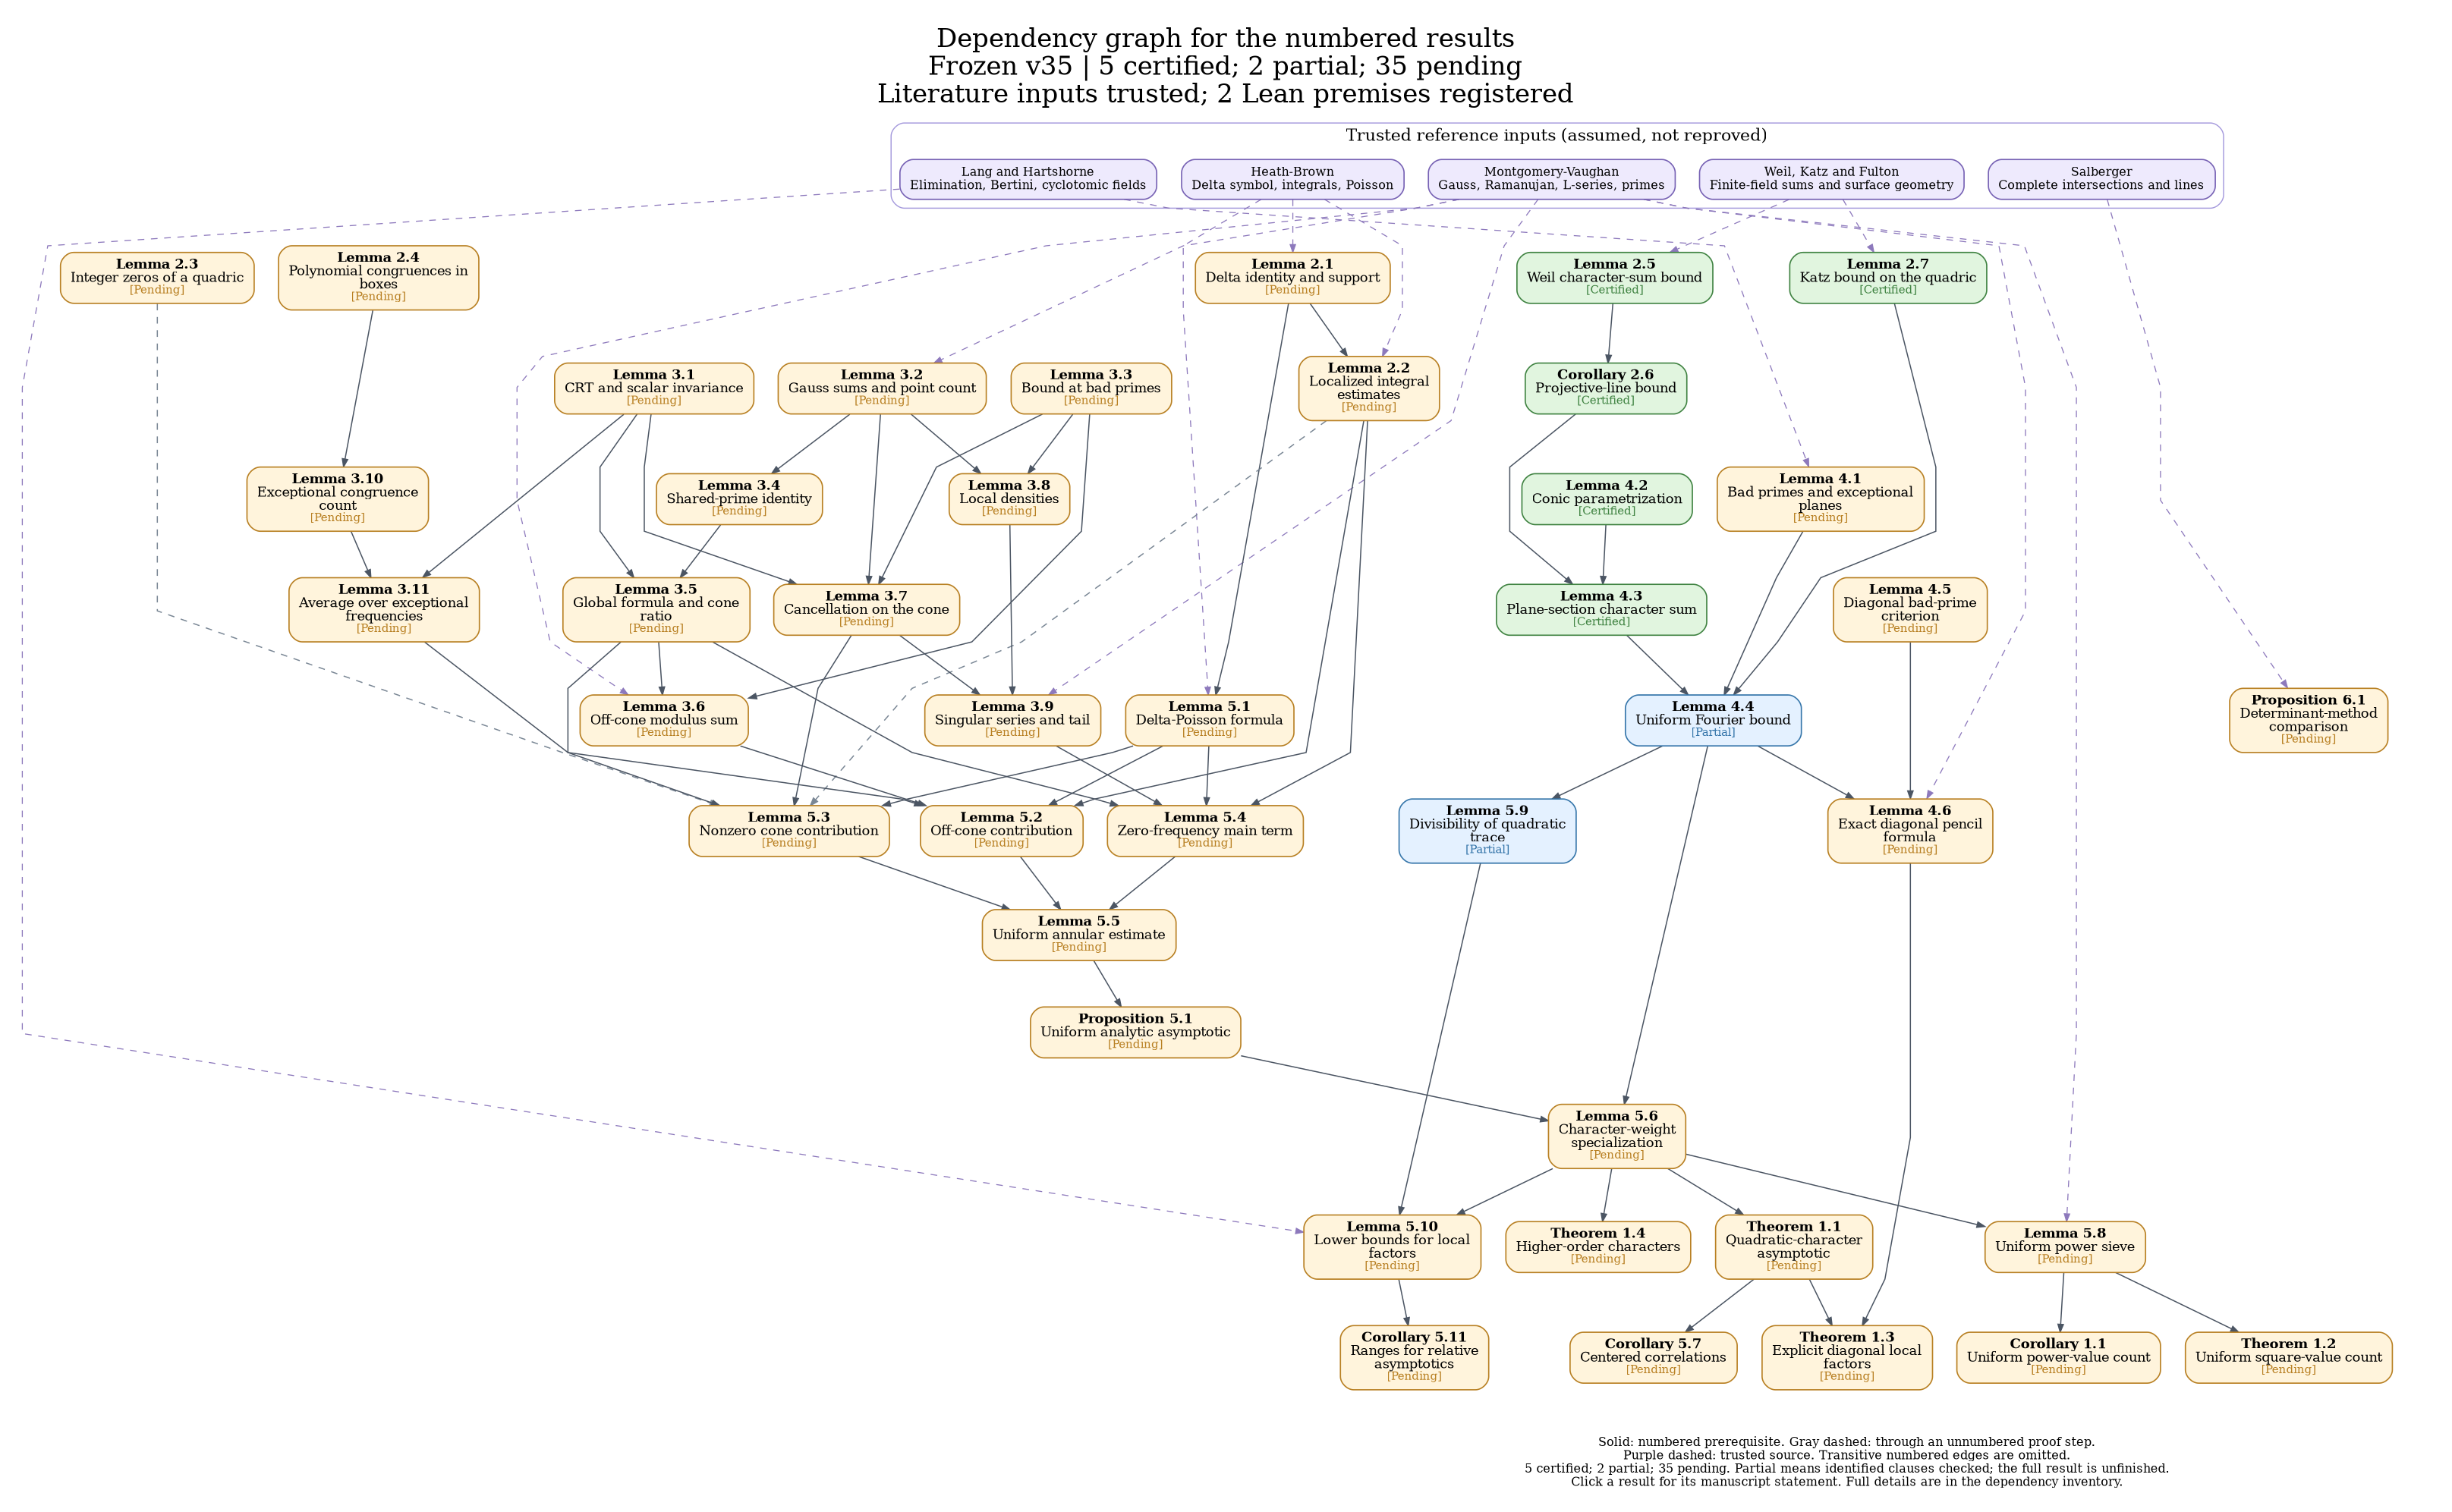 Dependency graph for the numbered results
Frozen v35 | 5 certified; 2 partial; 35 pending
Literature inputs trusted; 2 Lean premises registered
Trusted reference inputs (assumed, not reproved)
Lang and Hartshorne
Elimination, Bertini, cyclotomic fields
Heath-Brown
Delta symbol, integrals, Poisson
Montgomery-Vaughan
Gauss, Ramanujan, L-series, primes
Weil, Katz and Fulton
Finite-field sums and surface geometry
Salberger
Complete intersections and lines
Lemma 2.3
Integer zeros of a quadric
[Pending]
Lemma 2.4
Polynomial congruences in
boxes
[Pending]
Lemma 2.1
Delta identity and support
[Pending]
Lemma 2.5
Weil character-sum bound
[Certified]
Lemma 2.7
Katz bound on the quadric
[Certified]
Lemma 3.1
CRT and scalar invariance
[Pending]
Lemma 3.2
Gauss sums and point count
[Pending]
Lemma 3.3
Bound at bad primes
[Pending]
Lemma 2.2
Localized integral
estimates
[Pending]
Corollary 2.6
Projective-line bound
[Certified]
Lemma 3.10
Exceptional congruence
count
[Pending]
Lemma 3.4
Shared-prime identity
[Pending]
Lemma 3.8
Local densities
[Pending]
Lemma 4.2
Conic parametrization
[Certified]
Lemma 4.1
Bad primes and exceptional
planes
[Pending]
Lemma 3.11
Average over exceptional
frequencies
[Pending]
Lemma 3.5
Global formula and cone
ratio
[Pending]
Lemma 3.7
Cancellation on the cone
[Pending]
Lemma 4.3
Plane-section character sum
[Certified]
Lemma 4.5
Diagonal bad-prime
criterion
[Pending]
Lemma 3.6
Off-cone modulus sum
[Pending]
Lemma 3.9
Singular series and tail
[Pending]
Lemma 5.1
Delta-Poisson formula
[Pending]
Lemma 4.4
Uniform Fourier bound
[Partial]
Proposition 6.1
Determinant-method
comparison
[Pending]
Lemma 5.3
Nonzero cone contribution
[Pending]
Lemma 5.2
Off-cone contribution
[Pending]
Lemma 5.4
Zero-frequency main term
[Pending]
Lemma 5.9
Divisibility of quadratic
trace
[Partial]
Lemma 4.6
Exact diagonal pencil
formula
[Pending]
Lemma 5.5
Uniform annular estimate
[Pending]
Proposition 5.1
Uniform analytic asymptotic
[Pending]
Lemma 5.6
Character-weight
specialization
[Pending]
Lemma 5.10
Lower bounds for local
factors
[Pending]
Theorem 1.4
Higher-order characters
[Pending]
Theorem 1.1
Quadratic-character
asymptotic
[Pending]
Lemma 5.8
Uniform power sieve
[Pending]
Corollary 5.11
Ranges for relative
asymptotics
[Pending]
Corollary 5.7
Centered correlations
[Pending]
Theorem 1.3
Explicit diagonal local
factors
[Pending]
Corollary 1.1
Uniform power-value count
[Pending]
Theorem 1.2
Uniform square-value count
[Pending]
Solid: numbered prerequisite. Gray dashed: through an unnumbered proof step.
Purple dashed: trusted source. Transitive numbered edges are omitted.
5 certified; 2 partial; 35 pending. Partial means identified clauses checked; the full result is unfinished.
Click a result for its manuscript statement. Full details are in the dependency inventory.